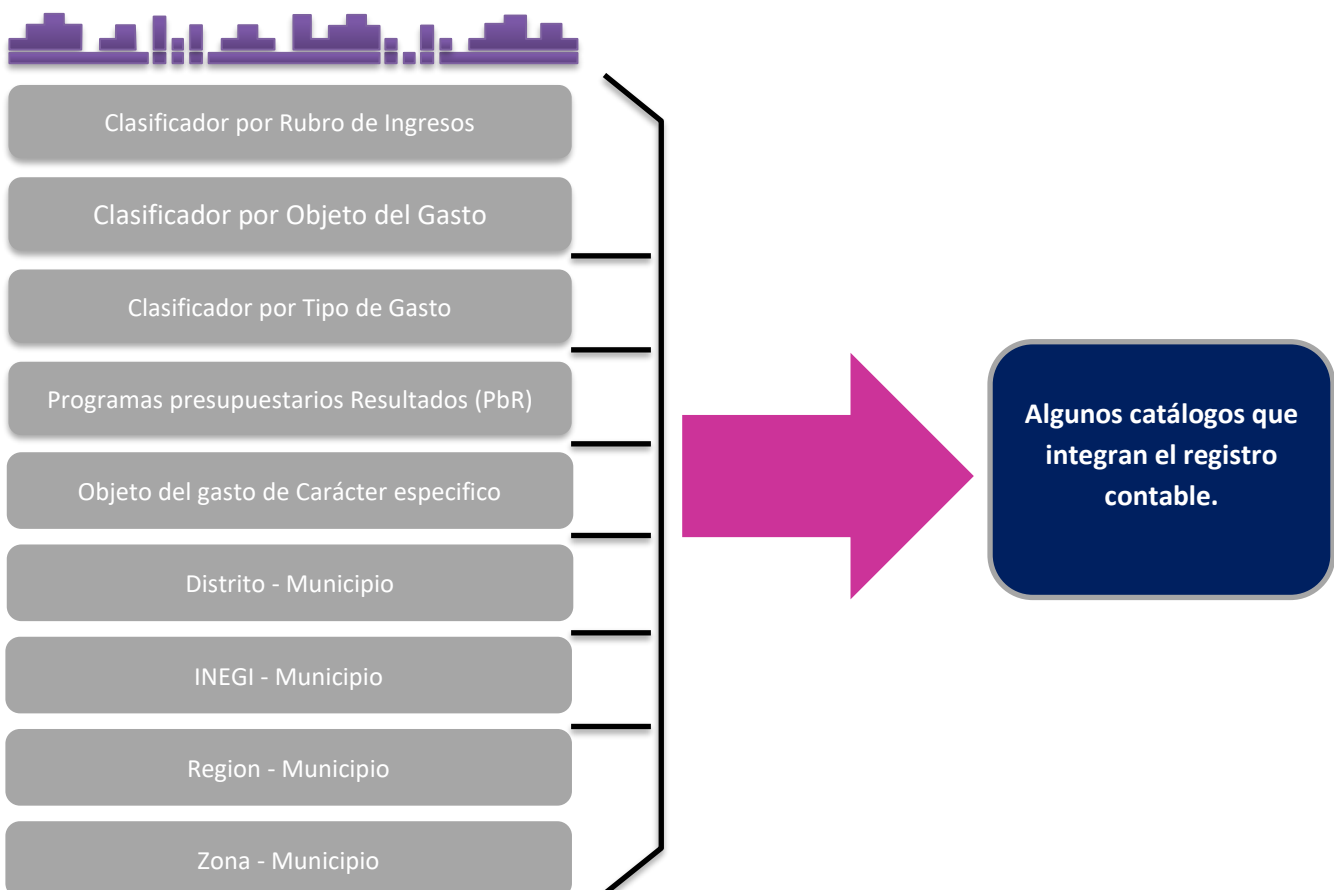 Clasificador por Rubro de Ingresos
Clasificador por Objeto del Gasto
Clasificador por Tipo de Gasto
Programas presupuestarios Resultados (PbR)
Objeto del gasto de Carácter especifico
Distrito - Municipio
INEGI - Municipio
Region - Municipio
Zona - Municipio
Algunos catálogos que
integran el registro
contable.